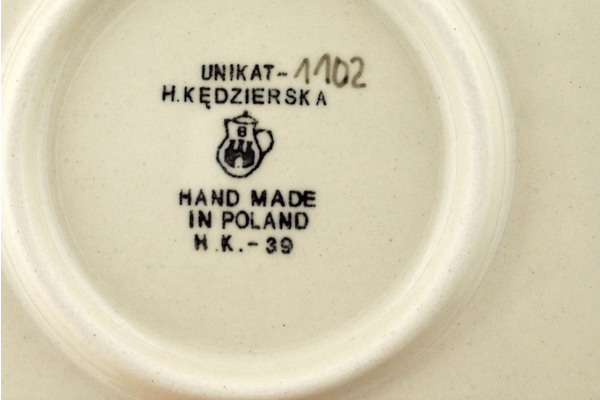 UNIKAT-1102
H.KĘDZIERSKA
B
HAND MADE
IN POLAND
H.K.-39